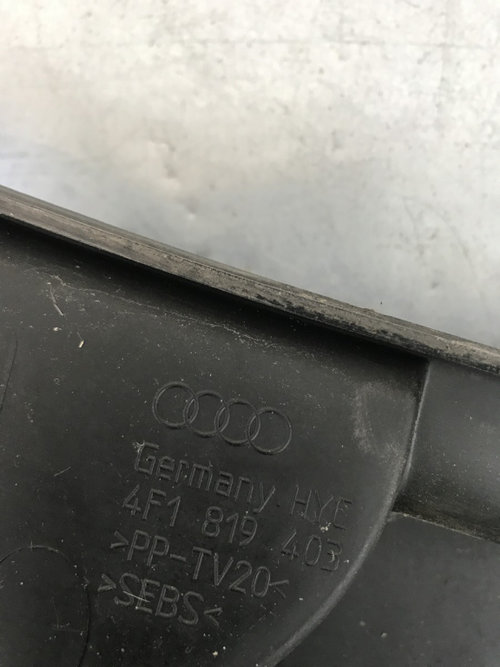 Germany HYE
4F1 819 403
>PP-TV20<
>SEBS<